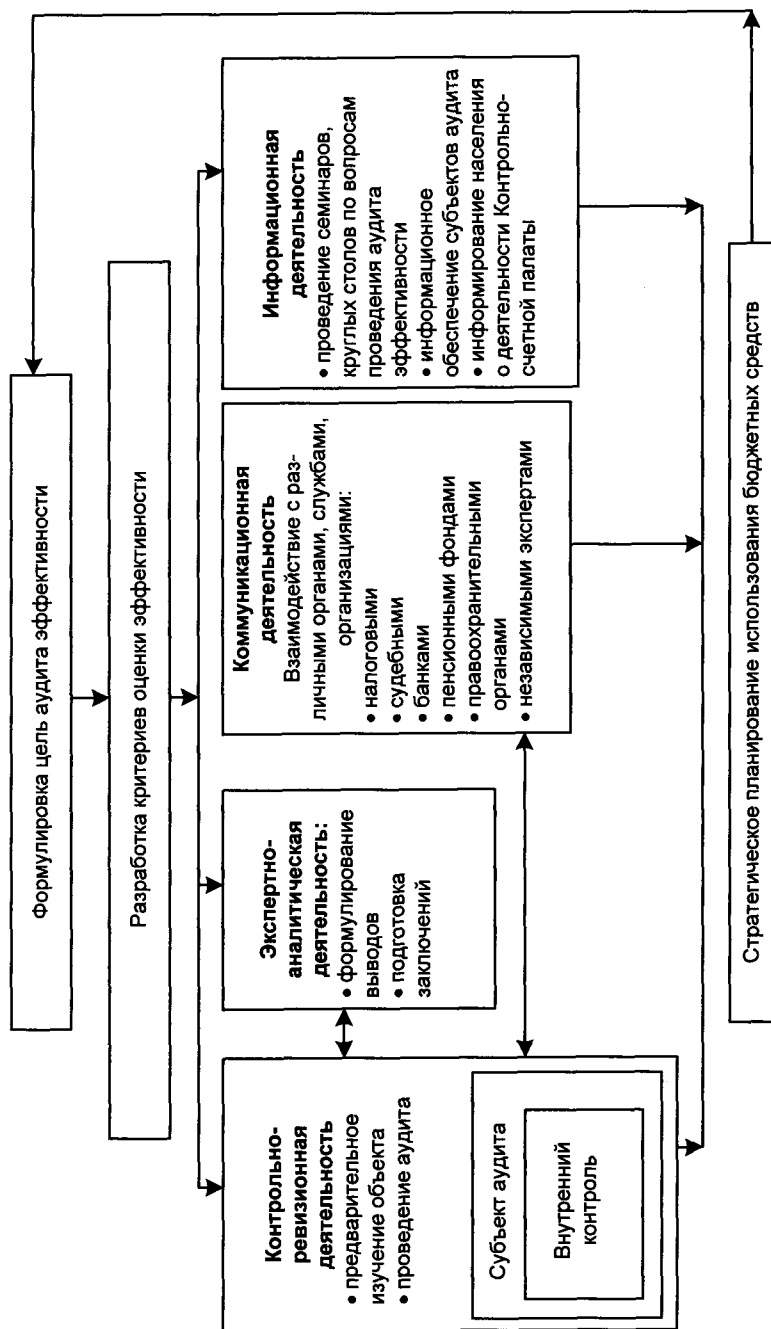 Формулировка цель аудита эффективности
Разработка критериев оценки эффективности
Контрольно-
ревизионная
деятельность
• предварительное
изучение объекта
• проведение аудита
Субъект аудита
Внутренний
контроль
Экспертно-
аналитическая
деятельность:
• формулирование
выводов
• подготовка
заключений
Коммуникационная
деятельность
Взаимодействие с раз-
личными органами, службами,
организациями:
• налоговыми
• судебными
• банками
• пенсионными фондами
• правоохранительными
органами
• независимыми экспертами
Информационная
деятельность
• проведение семинаров,
круглых столов по вопросам
проведения аудита
эффективности
• информационное
обеспечение субъектов аудита
• информирование населения
о деятельности Контрольно-
счетной палаты
Стратегическое планирование использования бюджетных средств